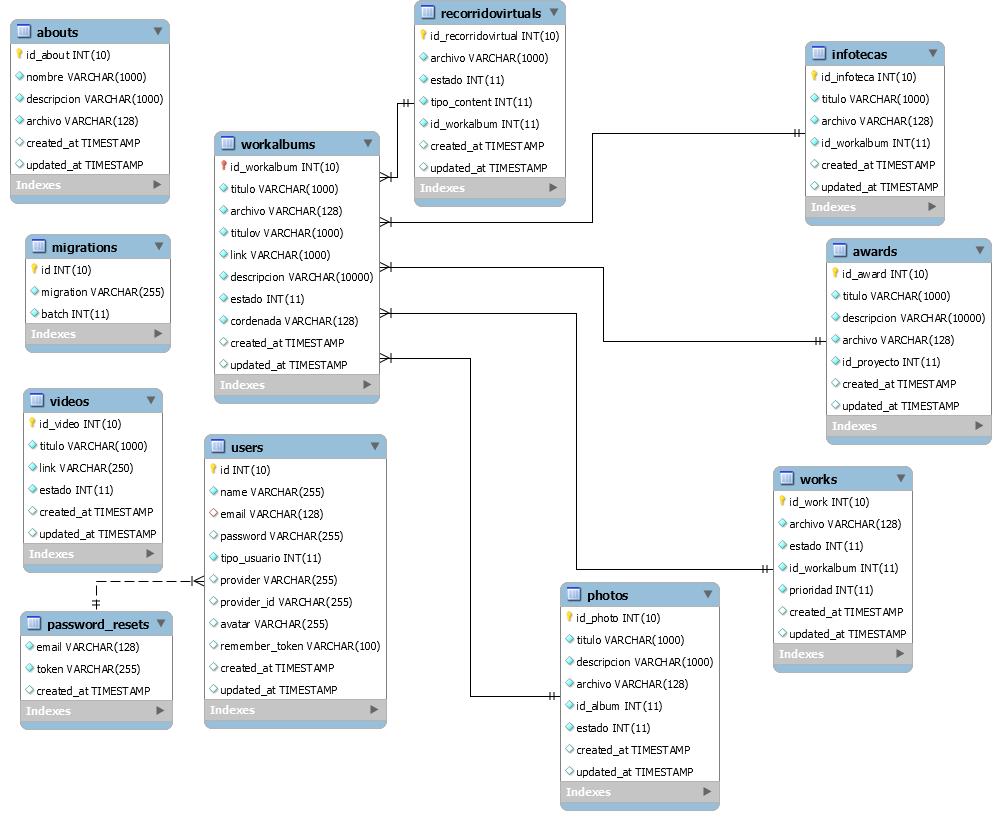 abouts
id_about INT(10)
nombre VARCHAR(1000)
descripcion VARCHAR(1000)
archivo VARCHAR(128)
created_at TIMESTAMP
updated_at TIMESTAMP
Indexes
migrations
id INT(10)
migration VARCHAR(255)
batch INT(11)
Indexes
videos
id_video INT(10)
titulo VARCHAR(1000)
link VARCHAR(250)
estado INT(11)
created_at TIMESTAMP
updated_at TIMESTAMP
Indexes
password_resets
email VARCHAR(128)
token VARCHAR(255)
created_at TIMESTAMP
Indexes
workalbums
id_workalbum INT(10)
titulo VARCHAR(1000)
archivo VARCHAR(128)
titulov VARCHAR(1000)
link VARCHAR(1000)
descripcion VARCHAR(10000)
estado INT(11)
cordenada VARCHAR(128)
created_at TIMESTAMP
updated_at TIMESTAMP
Indexes
users
id INT(10)
name VARCHAR(255)
email VARCHAR(128)
password VARCHAR(255)
tipo_usuario INT(11)
provider VARCHAR(255)
provider_id VARCHAR(255)
avatar VARCHAR(255)
remember_token VARCHAR(100)
created_at TIMESTAMP
updated_at TIMESTAMP
Indexes
recorridovirtuals
id_recorridovirtual INT(10)
archivo VARCHAR(1000)
estado INT(11)
tipo_content INT(11)
id_workalbum INT(11)
created_at TIMESTAMP
updated_at TIMESTAMP
Indexes
infotecas
id_infoteca INT(10)
titulo VARCHAR(1000)
archivo VARCHAR(128)
id_workalbum INT(11)
created_at TIMESTAMP
updated_at TIMESTAMP
Indexes
awards
id_award INT(10)
titulo VARCHAR(1000)
descripcion VARCHAR(10000)
archivo VARCHAR(128)
id_proyecto INT(11)
created_at TIMESTAMP
updated_at TIMESTAMP
Indexes
works
id_work INT(10)
archivo VARCHAR(128)
estado INT(11)
id_workalbum INT(11)
prioridad INT(11)
created_at TIMESTAMP
updated_at TIMESTAMP
Indexes
photos
id_photo INT(10)
titulo VARCHAR(1000)
descripcion VARCHAR(1000)
archivo VARCHAR(128)
id_album INT(11)
estado INT(11)
created_at TIMESTAMP
updated_at TIMESTAMP
Indexes